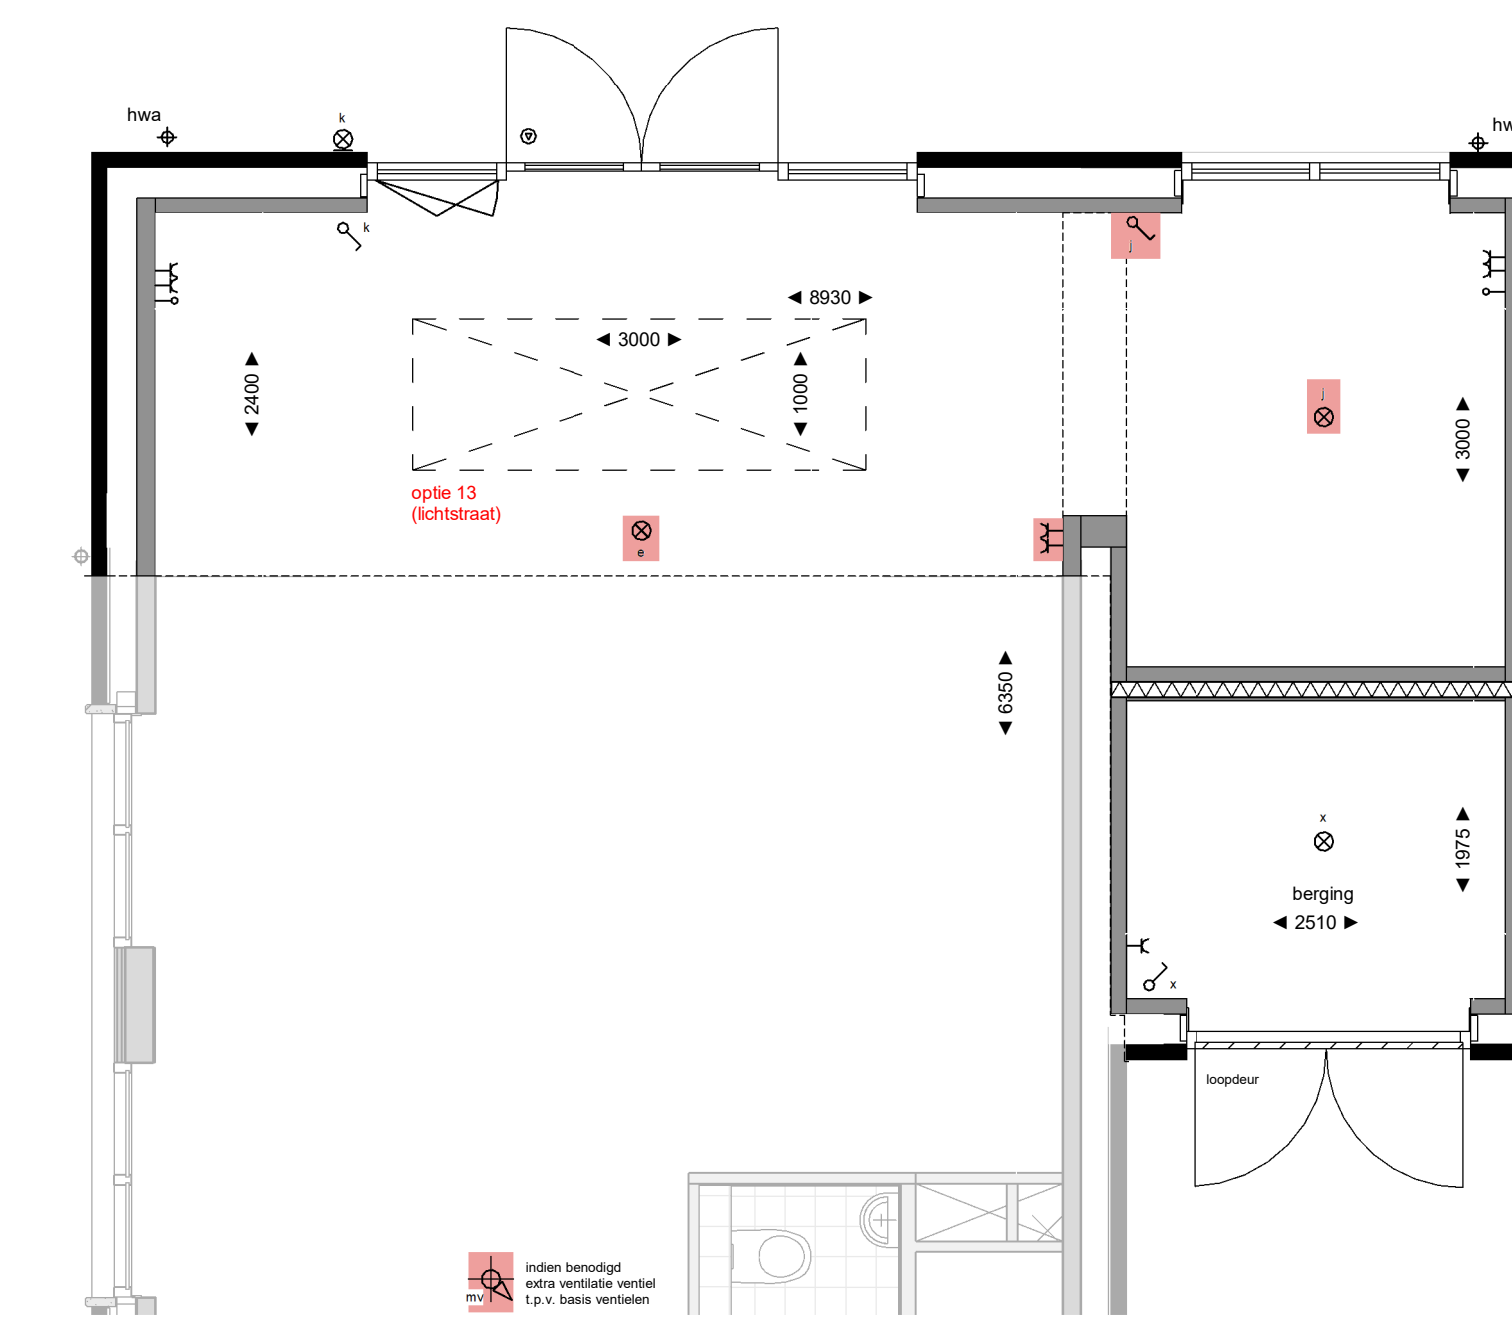 hwa
k
hw
k
j
8930
3000
2400
1000
j
3000
optie 13
(lichtstraat)
e
6350
x
1975
berging
2510
x
loopdeur
indien benodigd
extra ventilatie ventiel
mv
t.p.v. basis ventielen